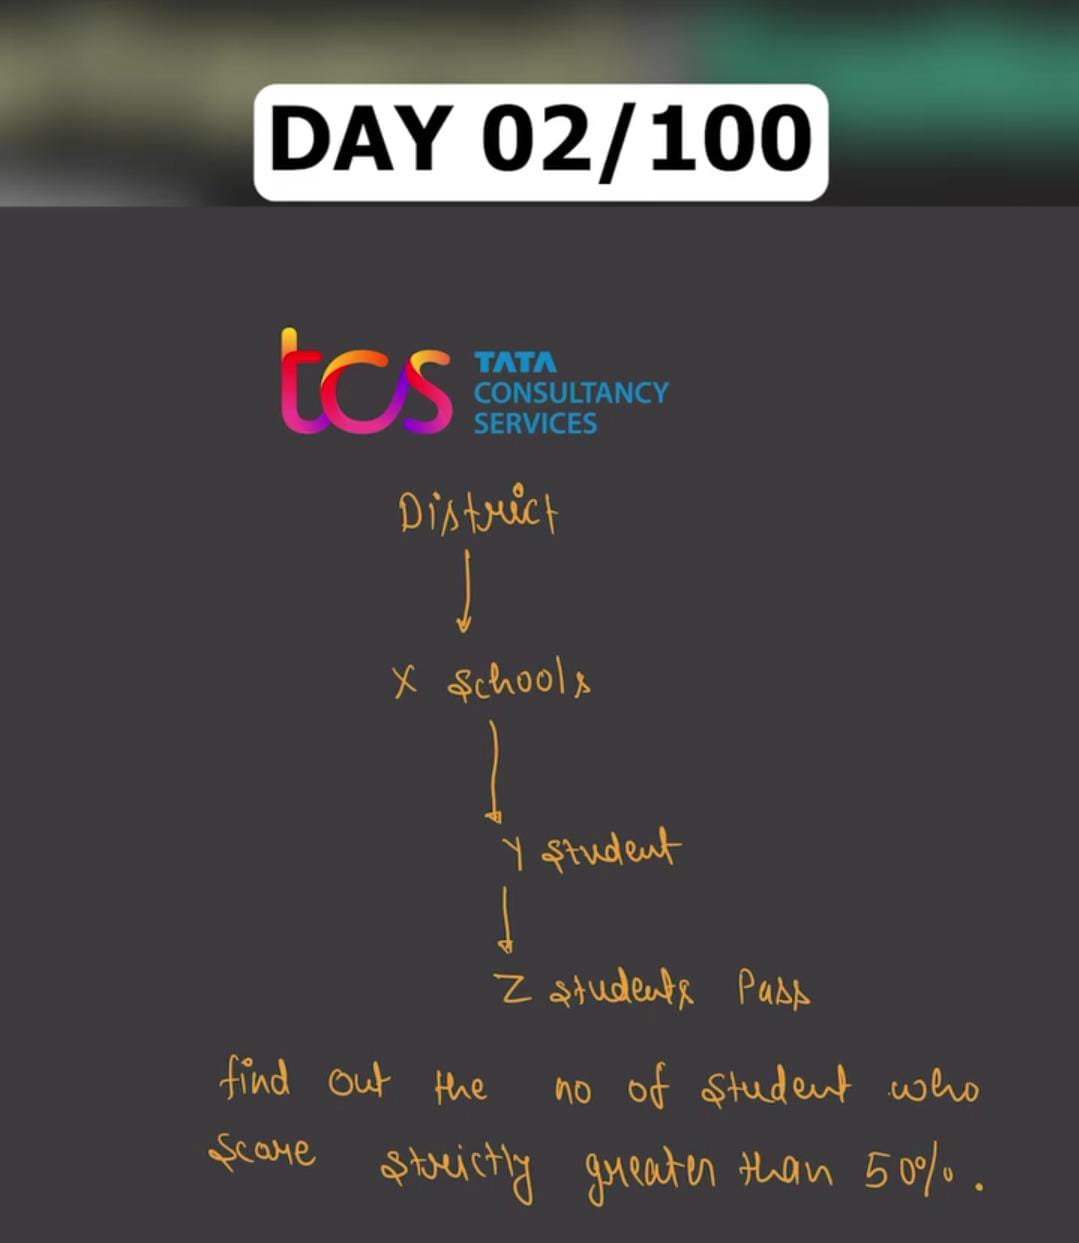 DAY 02/100
tcs TATA
CONSULTANCY
SERVICES
District
X Schools
Y Student
Z Students Pass
find out the no of student who
score strictly greater than 50%.